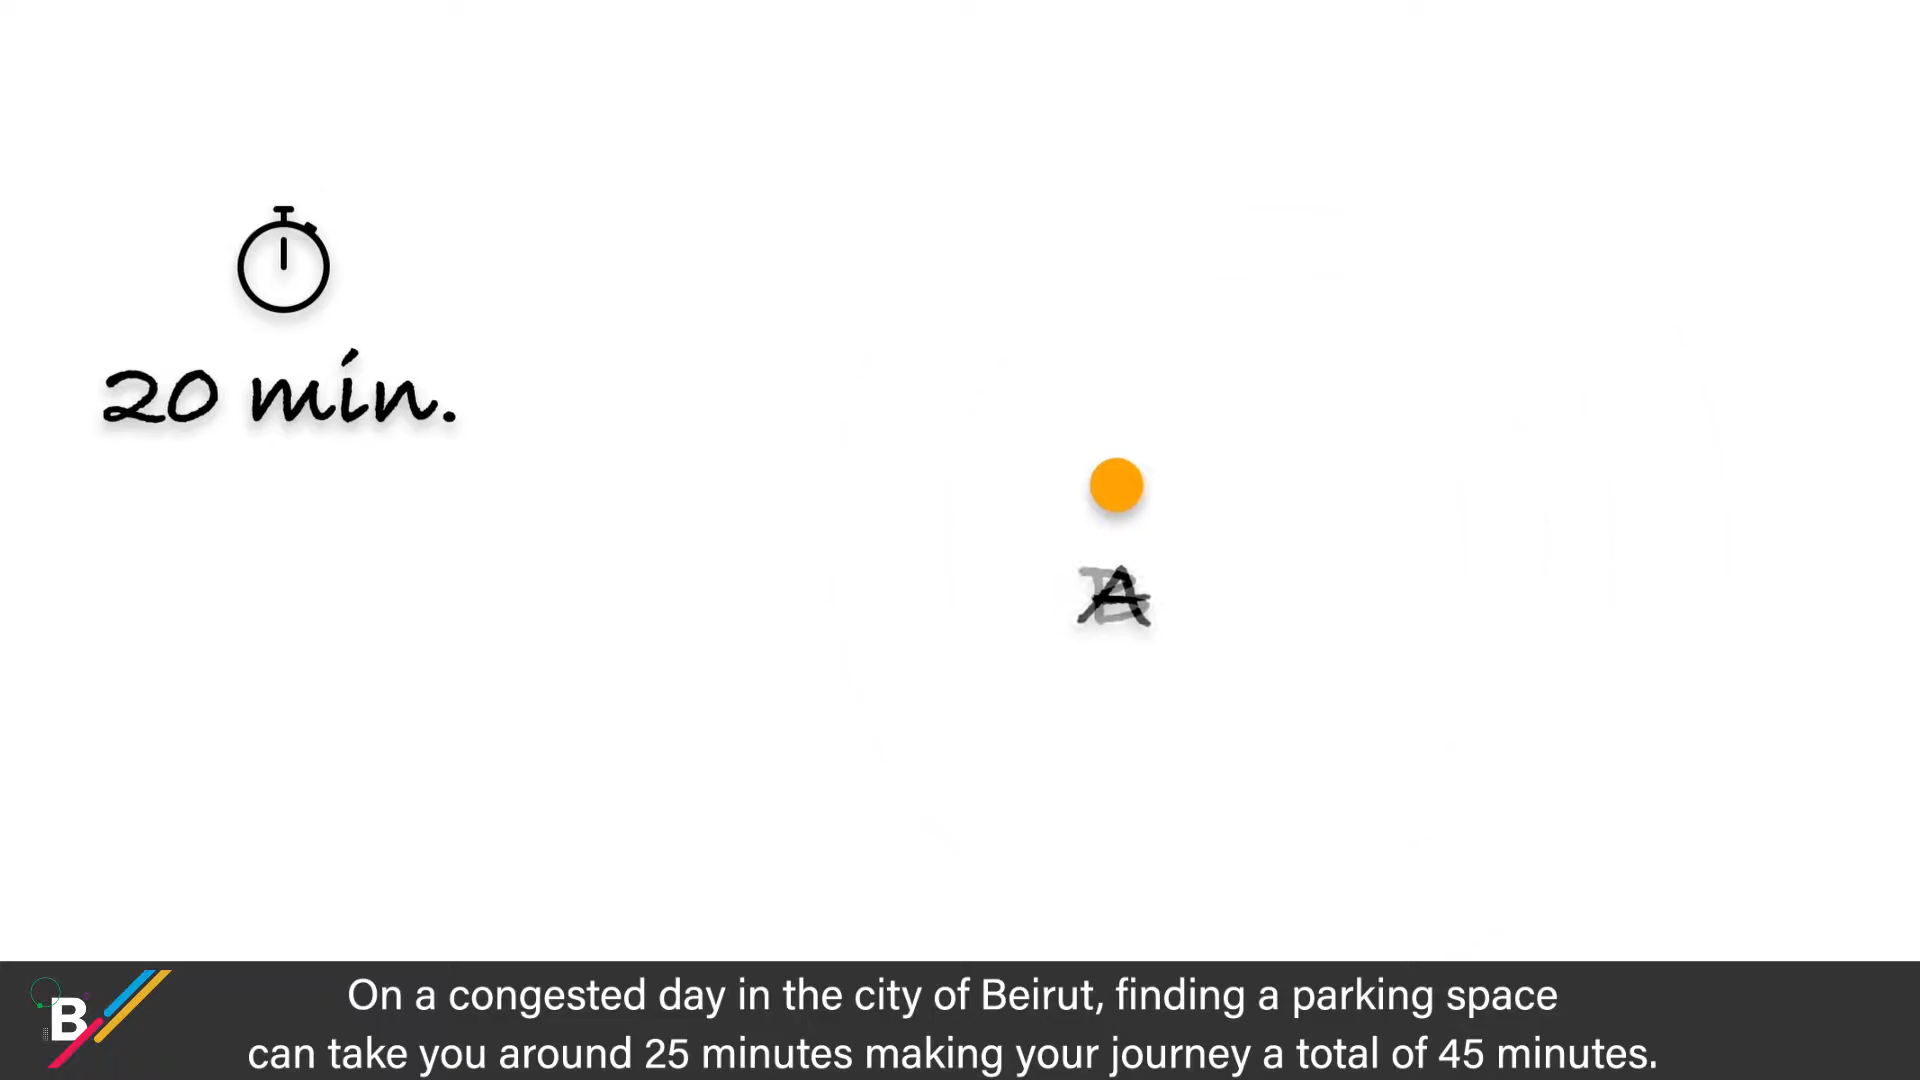 20 min.
A
B
On a congested day in the city of Beirut, finding a parking space
can take you around 25 minutes making your journey a total of 45 minutes.
B